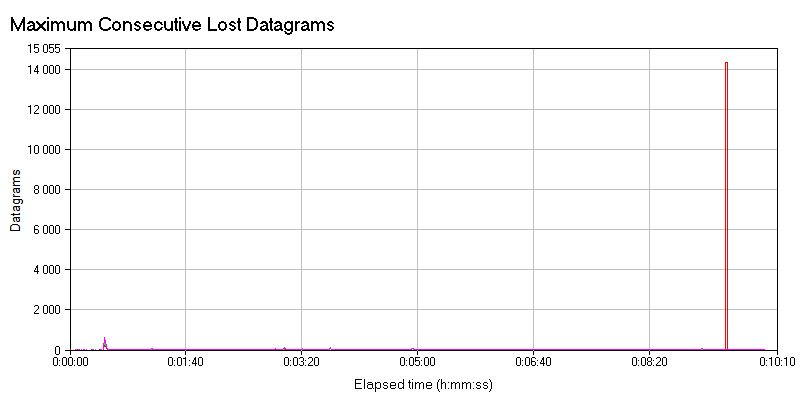 Maximum Consecutive Lost Datagrams
15 055
14 000
12 000
10 000
8 000
6 000
4 000
2 000
0
Datagrams
0:00:00 0:01:40 0:03:20 0:05:00 0:06:40 0:08:20 0:10:10
Elapsed time (h:mm:ss)